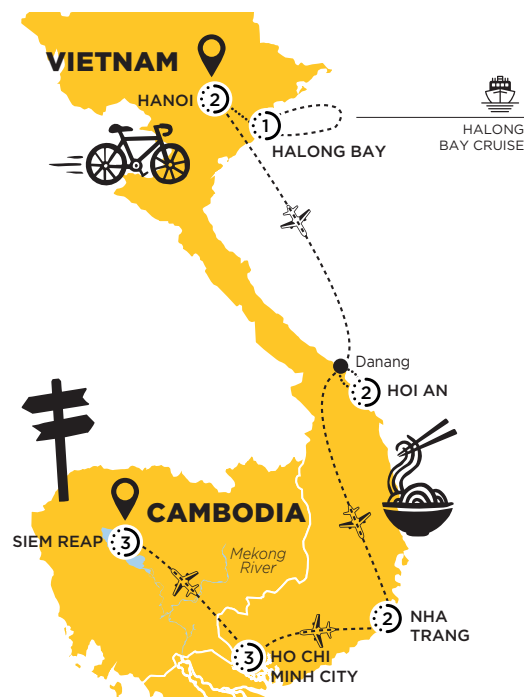 VIETNAM
HANOI
2
1
HALONG BAY
HALONG
BAY CRUISE
Danang
2
HOI AN
CAMBODIA
SIEM REAP
3
Mekong
River
2
NHA
TRANG
3
HO CHI
MINH CITY